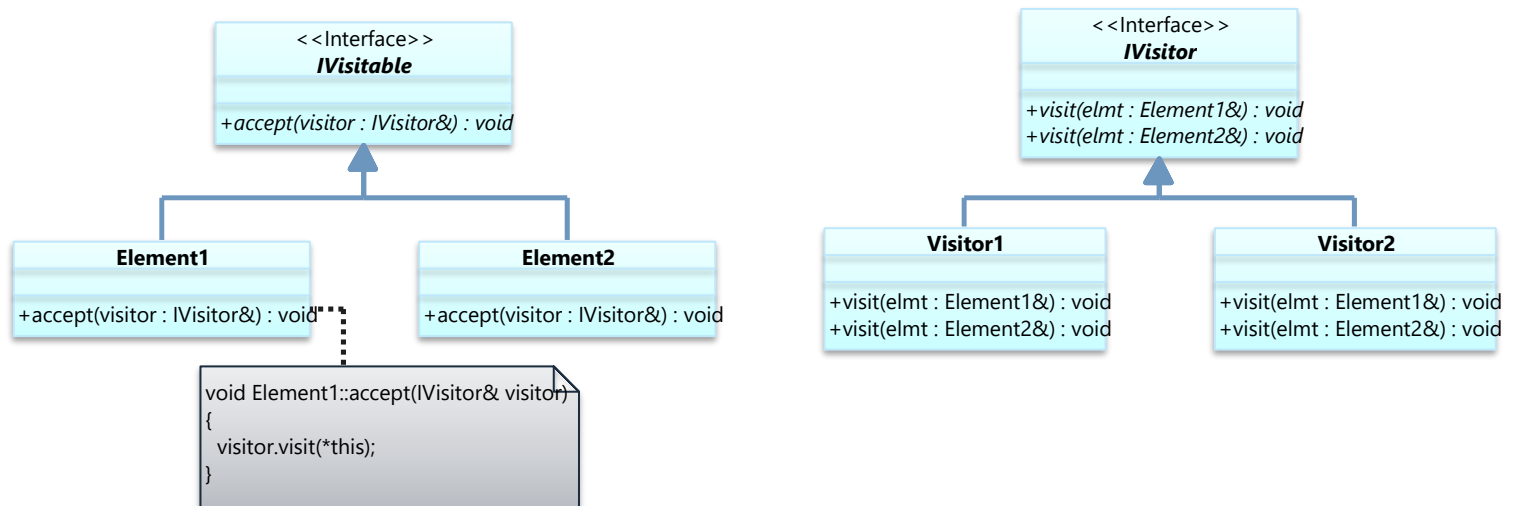 <<Interface>>
IVisitable
+accept(visitor : IVisitor&) : void
Element1
+accept(visitor : IVisitor&) : void
Element2
+accept(visitor : IVisitor&) : void
void Element1::accept(IVisitor& visitor)
{
visitor.visit(*this);
}
<<Interface>>
IVisitor
+visit(elmt : Element1&) : void
+visit(elmt : Element2&) : void
Visitor1
+visit(elmt : Element1&) : void
+visit(elmt : Element2&) : void
Visitor2
+visit(elmt : Element1&) : void
+visit(elmt : Element2&) : void